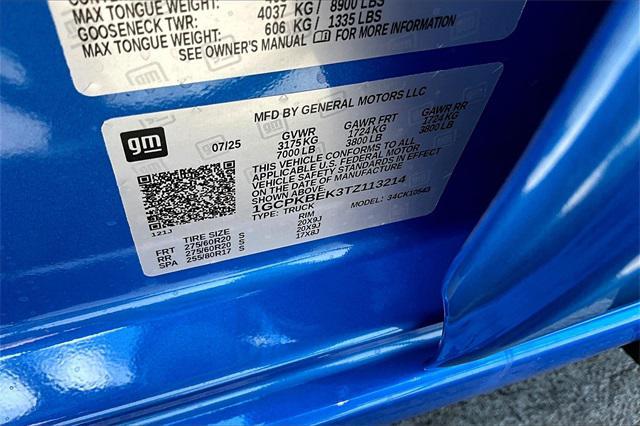 MAX TONGUE WEIGHT: 4037 KG / 8900 LBS
GOOSENECK TWR: 606 KG / 1335 LBS
MAX TONGUE WEIGHT:
SEE OWNER'S MANUAL FOR MORE INFORMATION
MFD BY GENERAL MOTORS LLC
gm
07/25
GVWR GAWR FRT GAWR RR
3175 KG 1724 KG 1724 KG
7000 LB 3800 LB 3800 LB
THIS VEHICLE CONFORMS TO ALL
APPLICABLE U.S. FEDERAL MOTOR
VEHICLE SAFETY STANDARDS IN EFFECT
ON THE DATE OF MANUFACTURE
SHOWN ABOVE.
1GCPKBEK3TZ113214
TYPE: TRUCK MODEL: 34CK10543
121J
TIRE SIZE RIM
FRT 275/60R20 S 20X9J
RR 275/60R20 S 20X9J
SPA 255/80R17 S 17X8J